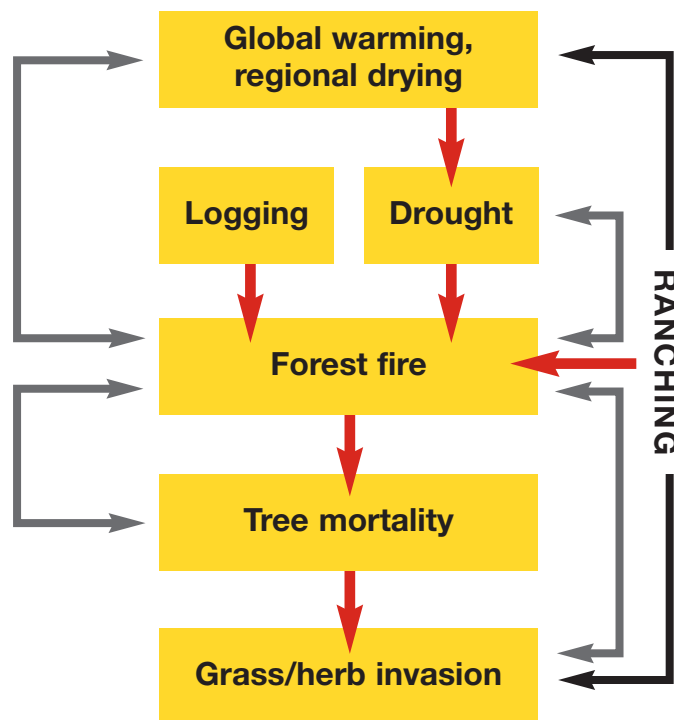 Global warming,
regional drying
Logging
Drought
RANCHING
Forest fire
Tree mortality
Grass/herb invasion